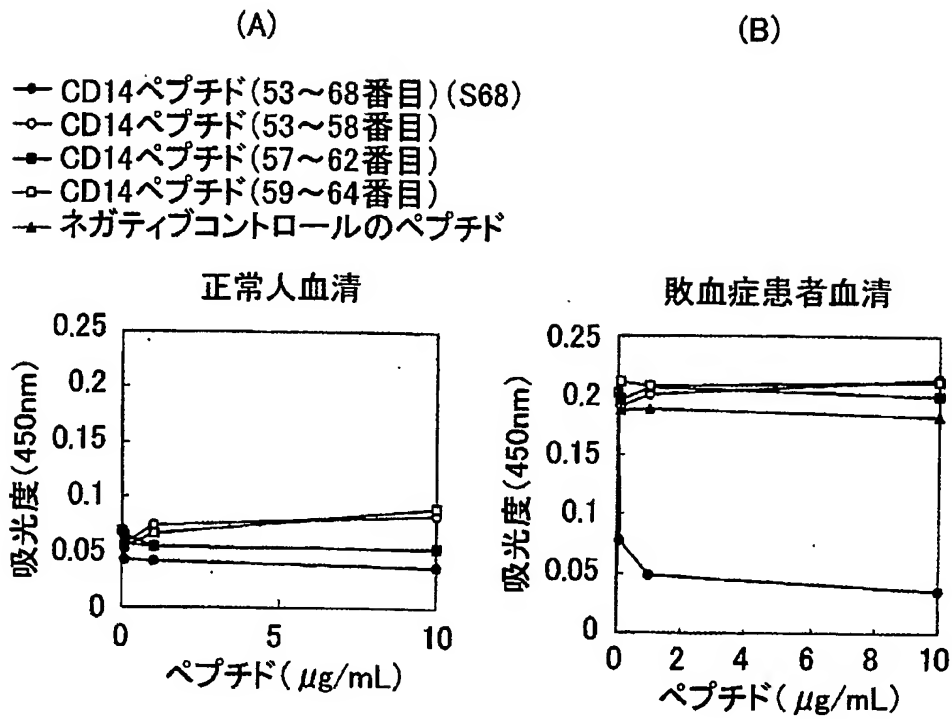 (A)
(B)
CD14ペプチド(53〜68番目)(S68)
CD14ペプチド(53〜58番目)
CD14ペプチド(57〜62番目)
CD14ペプチド(59〜64番目)
ネガティブコントロールのペプチド
正常人血清
吸光度(450nm)
0.25
0.2
0.15
0.1
0.05
0
0 5 10
ペプチド(μg/mL)
敗血症患者血清
吸光度(450nm)
0.25
0.2
0.15
0.1
0.05
0
0 2 4 6 8 10
ペプチド(μg/mL)